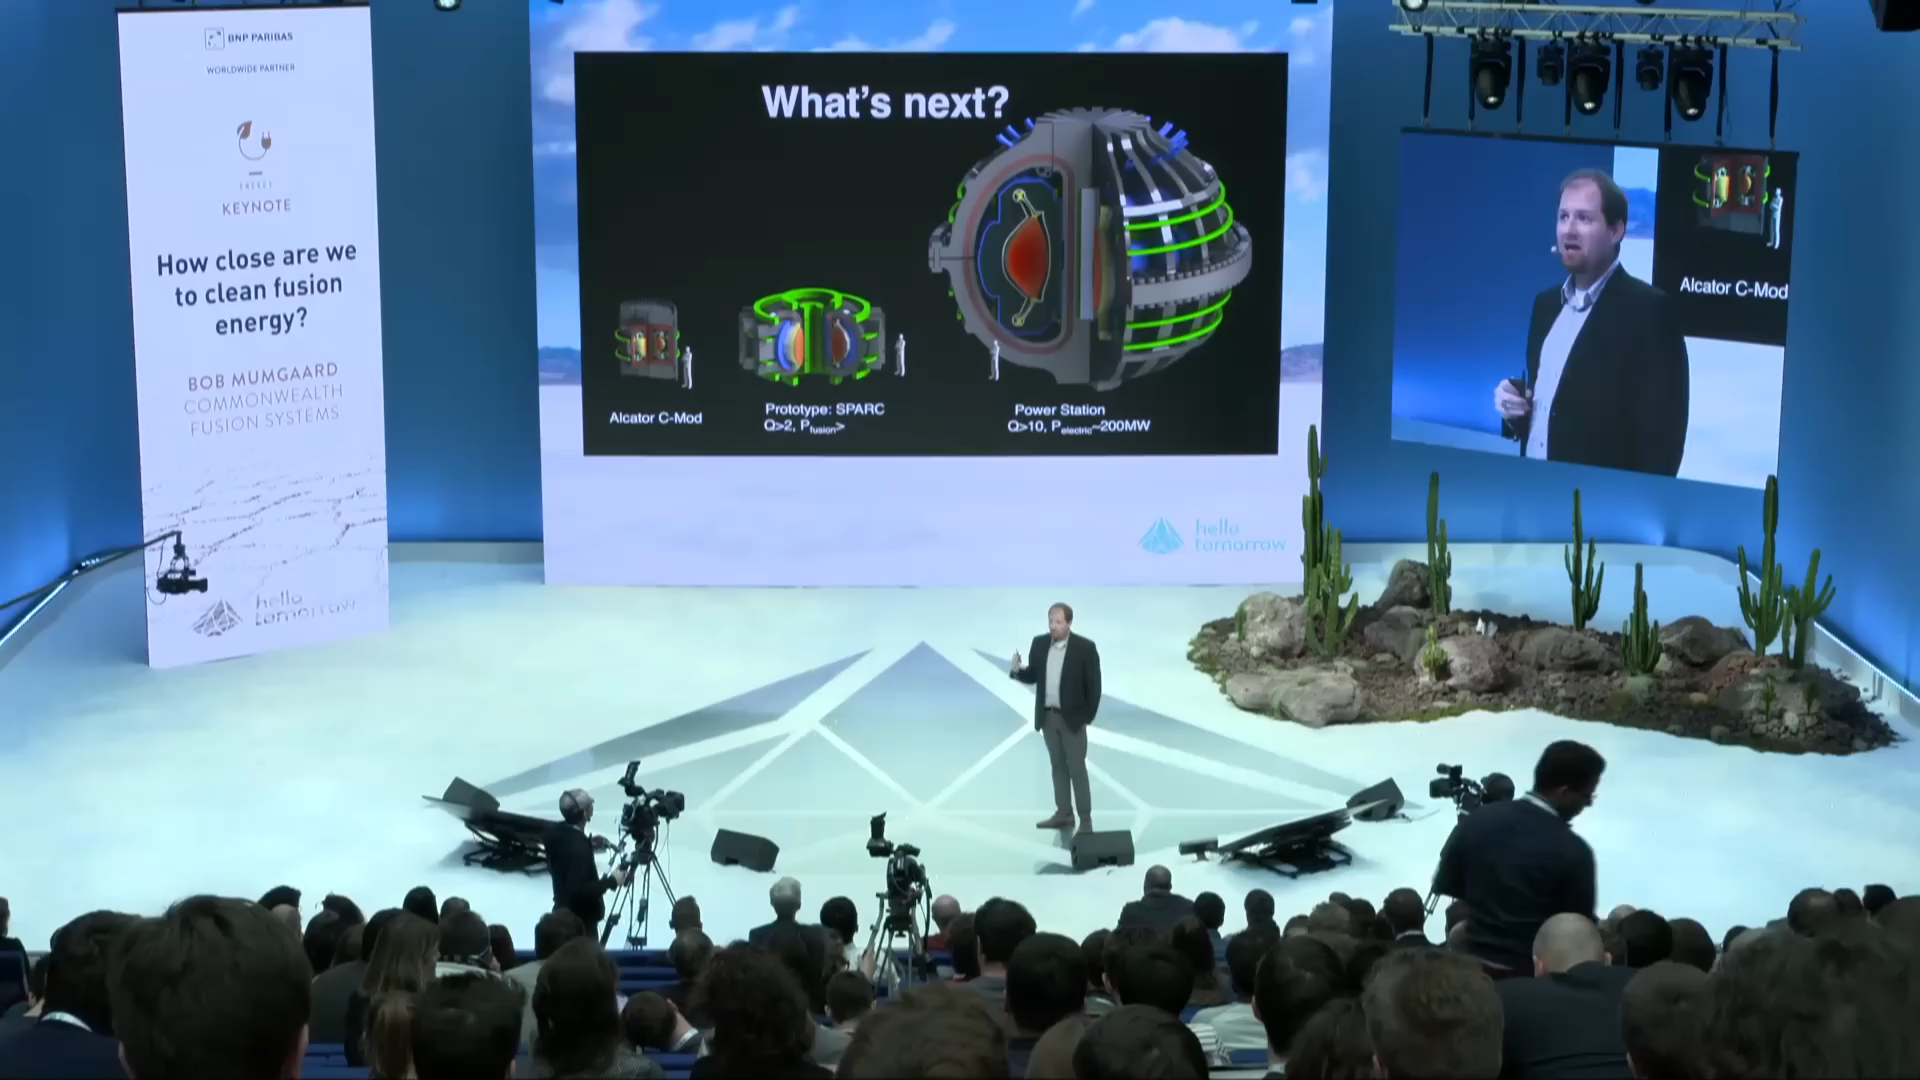 BNP PARIBAS
WORLDWIDE PARTNER
ENERGY
KEYNOTE
How close are we
to clean fusion
energy?
BOB MUMGAARD
COMMONWEALTH
FUSION SYSTEMS
hello
tomorrow
What's next?
Alcator C-Mod
Prototype: SPARC
Q>2, Pfusion>
Power Station
Q>10, Pelectric~200MW
hello
tomorrow
Alcator C-Mod